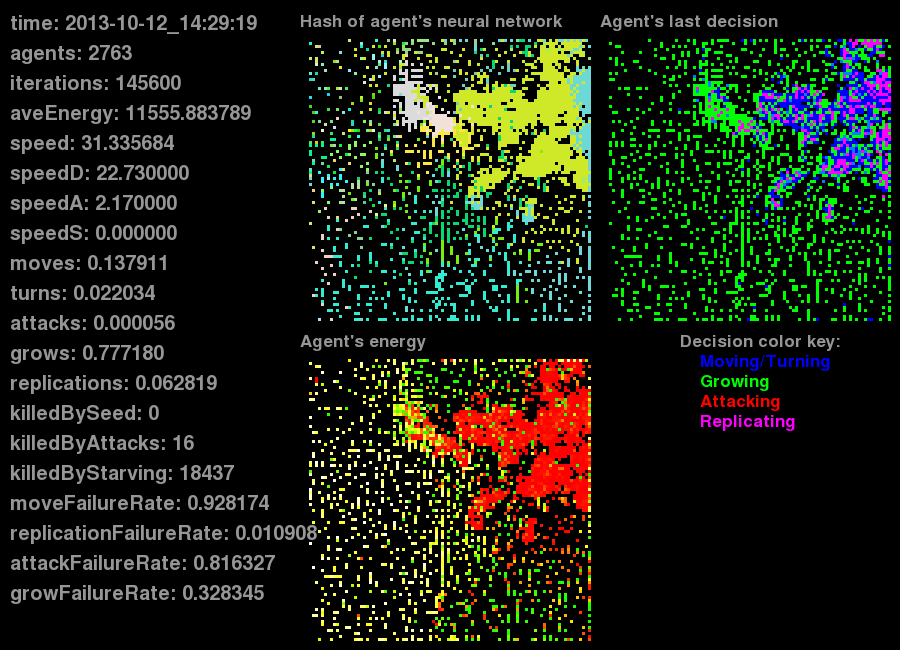 time: 2013-10-12_14:29:19
agents: 2763
iterations: 145600
aveEnergy: 11555.883789
speed: 31.335684
speedD: 22.730000
speedA: 2.170000
speedS: 0.000000
moves: 0.137911
turns: 0.022034
attacks: 0.000056
grows: 0.777180
replications: 0.062819
killedBySeed: 0
killedByAttacks: 16
killedByStarving: 18437
moveFailureRate: 0.928174
replicationFailureRate: 0.010908
attackFailureRate: 0.816327
growFailureRate: 0.328345
Hash of agent's neural network
Agent's last decision
Agent's energy
Decision color key:
Moving/Turning
Growing
Attacking
Replicating